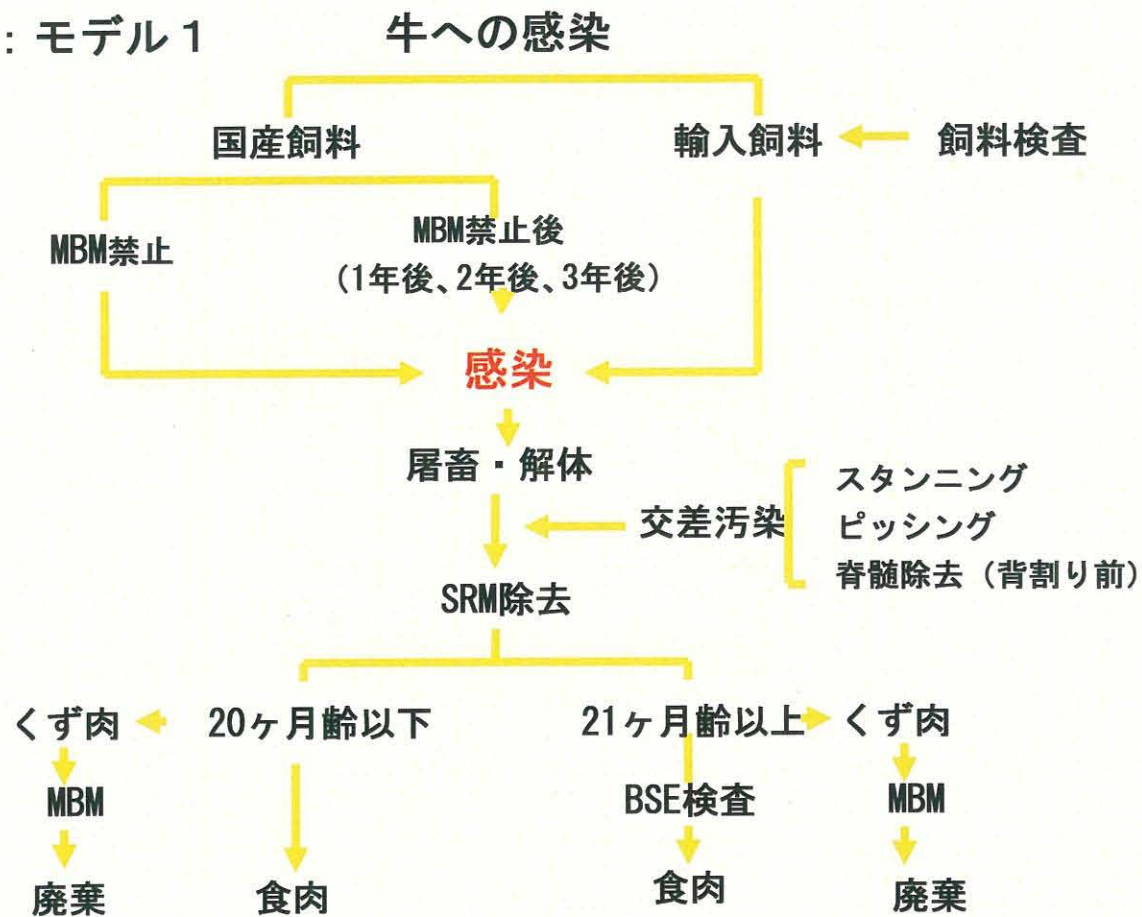 ：モデル１
牛への感染
国産飼料
輸入飼料
飼料検査
MBM禁止
MBM禁止後
（1年後、2年後、3年後）
感染
屠畜・解体
交差汚染
スタンニング
ピッシング
脊髄除去（背割り前）
SRM除去
くず肉
20ヶ月齢以下
21ヶ月齢以上
くず肉
MBM
BSE検査
MBM
廃棄
食肉
食肉
廃棄